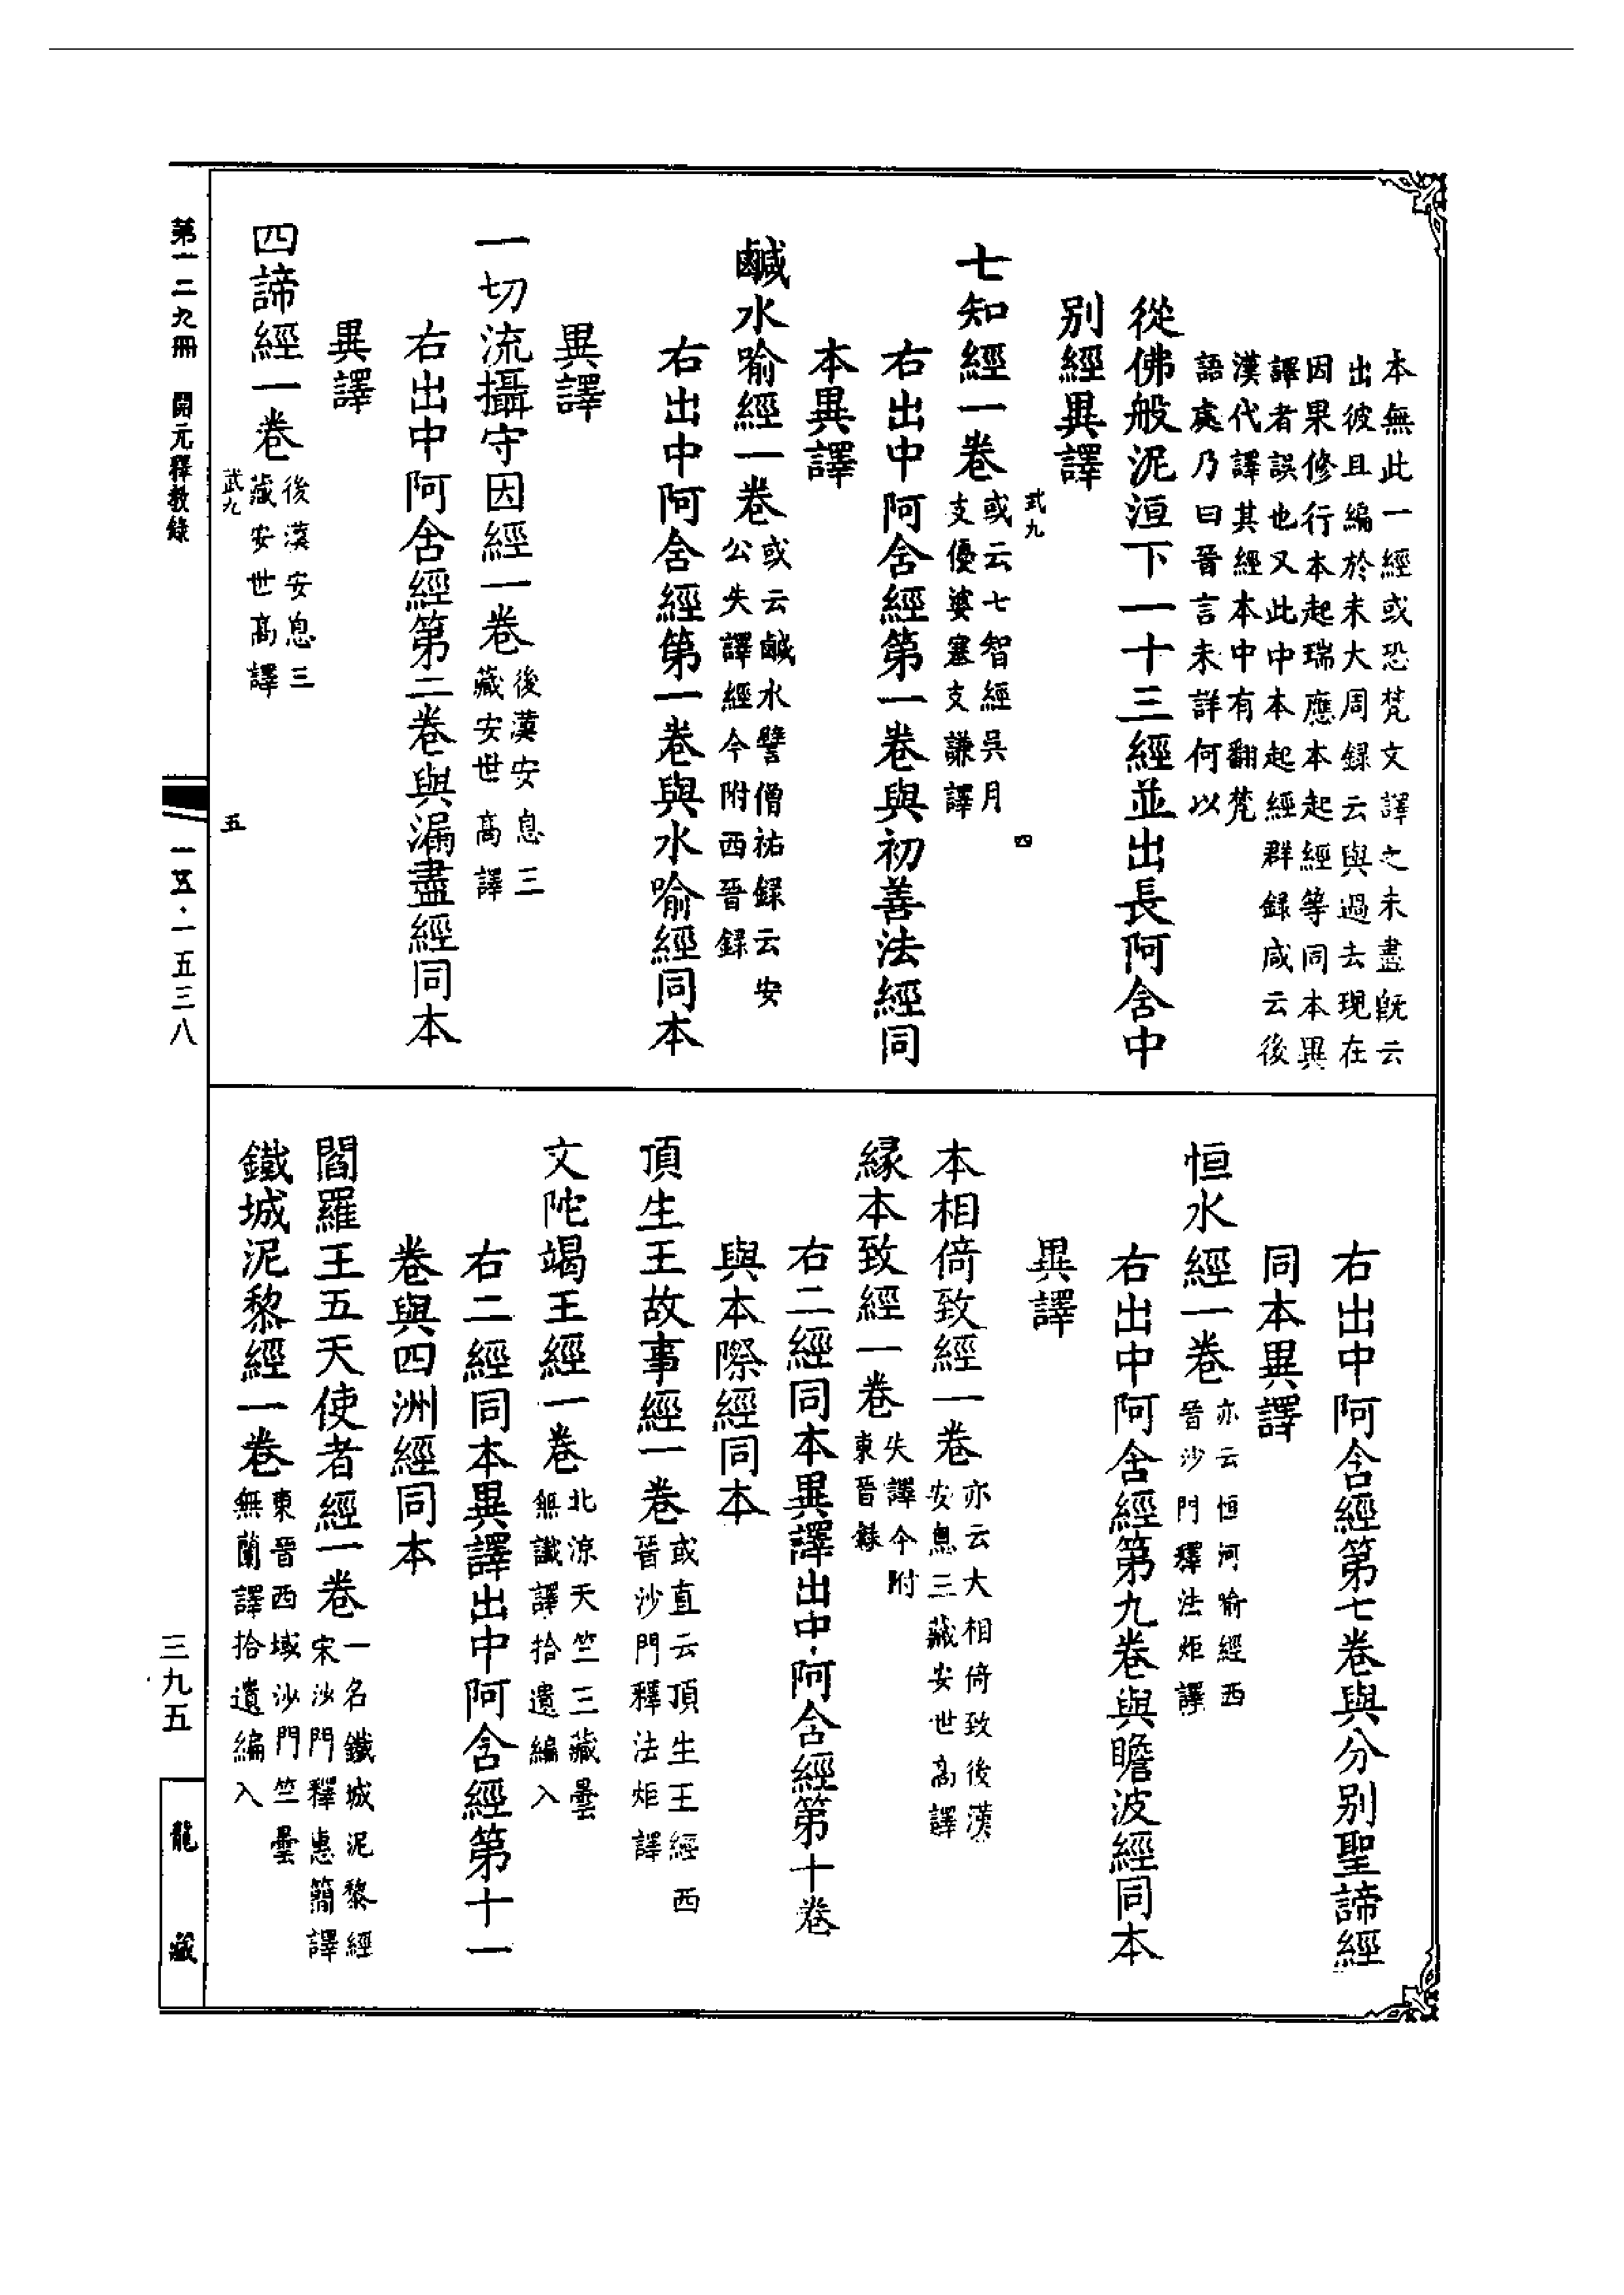 本無此一經或恐梵文譯之未盡既云
出彼且編於末大周録云與過去現在
因果修行本起瑞應本起經等同本異
譯者誤也又此中本起經群録咸云後
漢代譯其經本中有翻梵
語處乃曰晉言未詳何以
從佛般泥洹下一十三經並出長阿含中
別經異譯
武九
四
七知經一卷
或云七智經吳月
支優婆塞支謙譯
右出中阿含經第一卷與初善法經同
本異譯
鹹水喻經一卷
或云鹹水譬僧祐録云安
公失譯經今附西晉録
右出中阿含經第一卷與水喻經同本
異譯
一切流攝守因經一卷
後漢安息三
藏安世高譯
右出中阿含經第二卷與漏盡經同本
異譯
四諦經一卷
後漢安息三
藏安世高譯
武九
五
右出中阿含經第七卷與分別聖諦經
同本異譯
恒水經一卷
亦云恒河喻經西
晉沙門釋法炬譯
右出中阿含經第九卷與瞻波經同本
異譯
本相倚致經一卷
亦云大相倚致後漢
安息三藏安世高譯
緣本致經一卷
失譯今附
東晉録
右二經同本異譯出中阿含經第十卷
與本際經同本
頂生王故事經一卷
或直云頂生王經西
晉沙門釋法炬譯
文陀竭王經一卷
北涼天竺三藏曇
無讖譯拾遺編入
右二經同本異譯出中阿含經第十一
卷與四洲經同本
閻羅王五天使者經一卷
一名鐵城泥黎經
宋沙門釋惠簡譯
鐵城泥黎經一卷
東晉西域沙門竺曇
無蘭譯拾遺編入
第一二九冊 開元釋教錄
一五·一五三八
三九五
龍藏